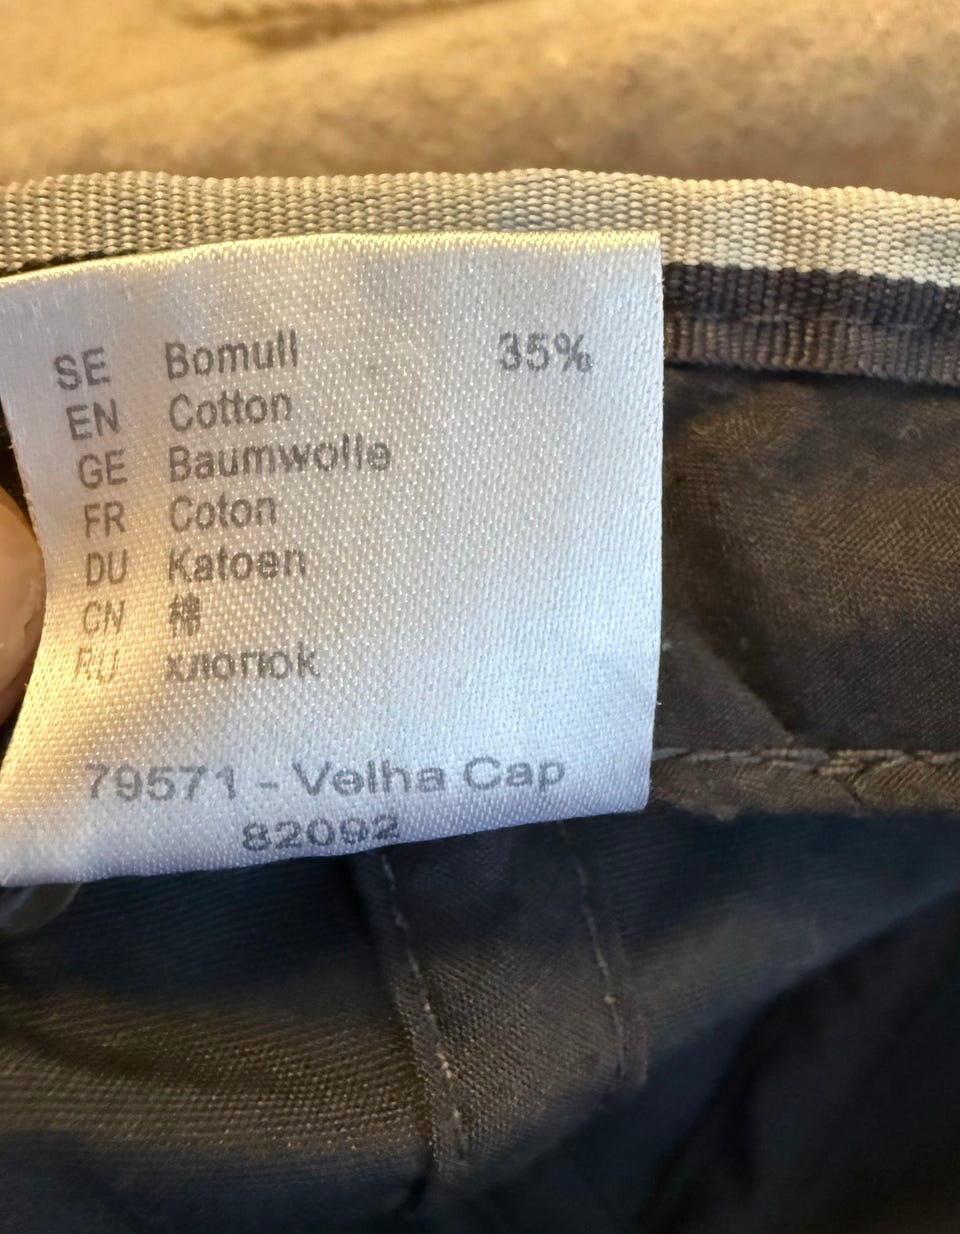 SE Bomull 35%
EN Cotton
GE Baumwolle
FR Coton
DU Katoen
CN 棉
RU хлопок
79571 - Velha Cap
82092